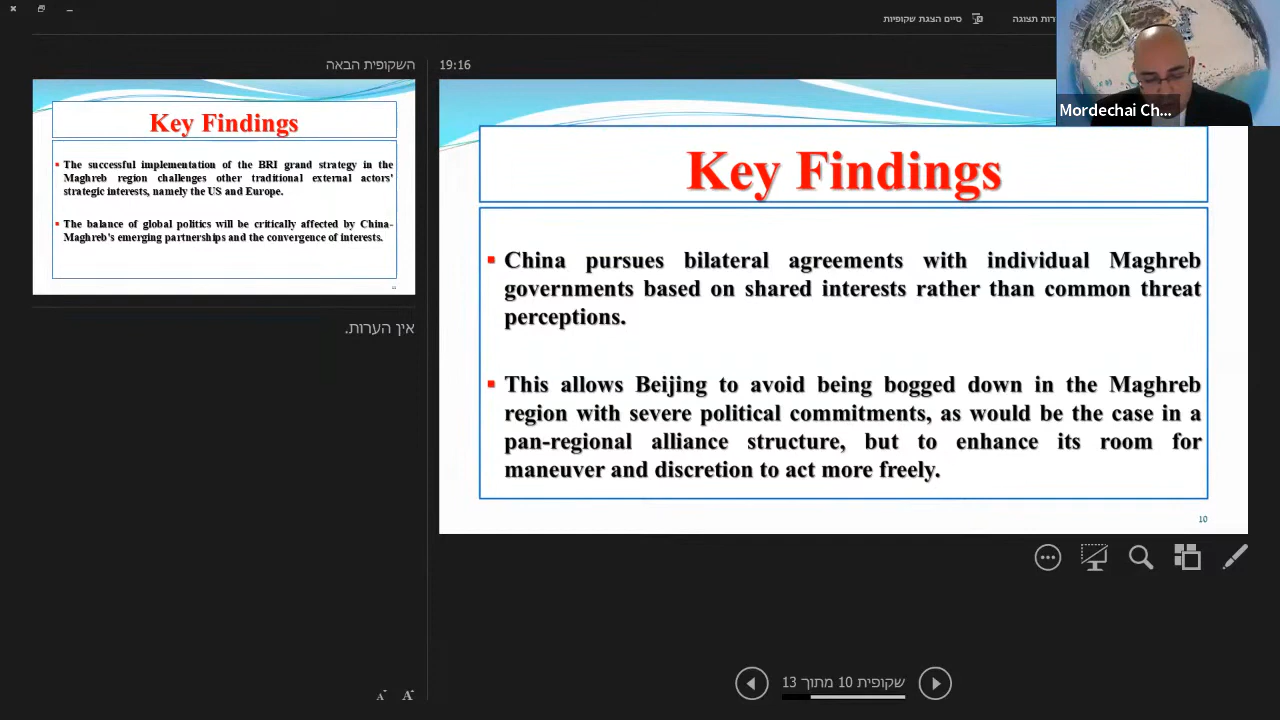 סיים הצגת שקופיות
רות תצוגה
Mordechai Ch...
השקופית הבאה
19:16
Key Findings
▪ The successful implementation of the BRI grand strategy in the
Maghreb region challenges other traditional external actors'
strategic interests, namely the US and Europe.
▪ The balance of global politics will be critically affected by China-
Maghreb's emerging partnerships and the convergence of interests.
11
אין הערות.
Key Findings
▪ China pursues bilateral agreements with individual Maghreb
governments based on shared interests rather than common threat
perceptions.
▪ This allows Beijing to avoid being bogged down in the Maghreb
region with severe political commitments, as would be the case in a
pan-regional alliance structure, but to enhance its room for
maneuver and discretion to act more freely.
10
שקופית 10 מתוך 13
A A